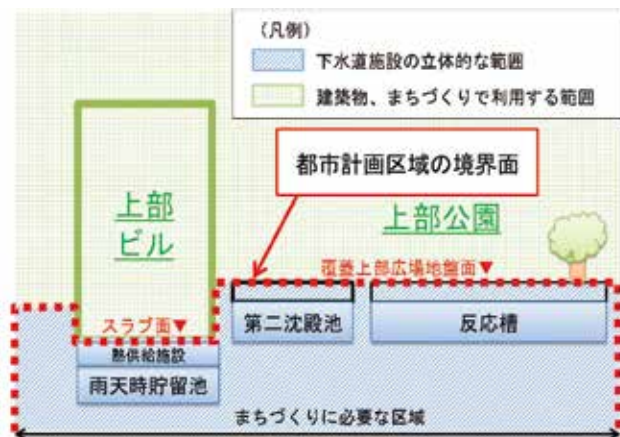 (凡例)
下水道施設の立体的な範囲
建築物、まちづくりで利用する範囲
都市計画区域の境界面
上部
ビル
上部公園
覆蓋上部広場地盤面▼
スラブ面▼
第二沈殿池
反応槽
熱供給施設
雨天時貯留池
まちづくりに必要な区域